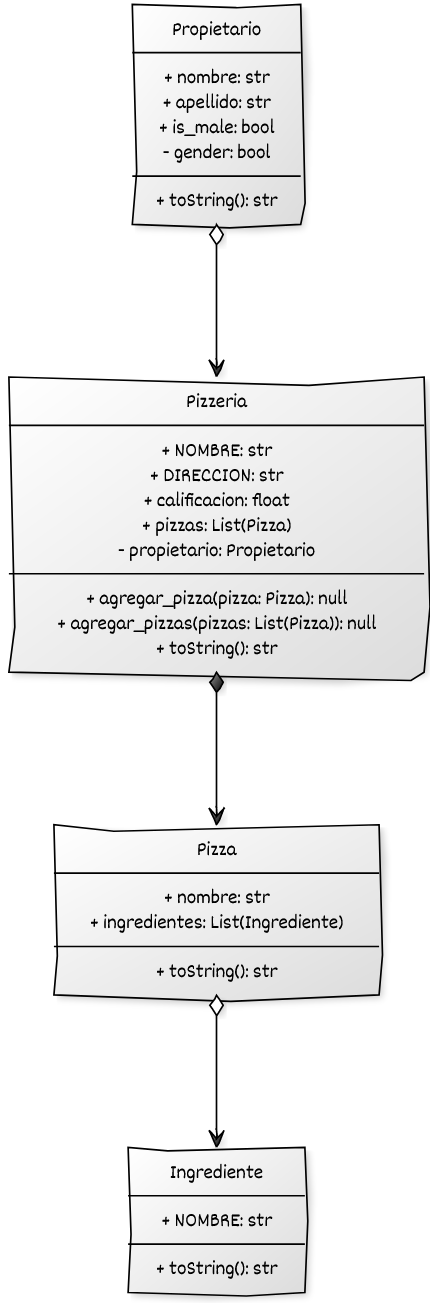 Propietario
+ nombre: str
+ apellido: str
+ is_male: bool
- gender: bool
+ toString(): str
Pizzeria
+ NOMBRE: str
+ DIRECCION: str
+ calificacion: float
+ pizzas: List(Pizza)
- propietario: Propietario
+ agregar_pizza(pizza: Pizza): null
+ agregar_pizzas(pizzas: List(Pizza)): null
+ toString(): str
Pizza
+ nombre: str
+ ingredientes: List(Ingrediente)
+ toString(): str
Ingrediente
+ NOMBRE: str
+ toString(): str